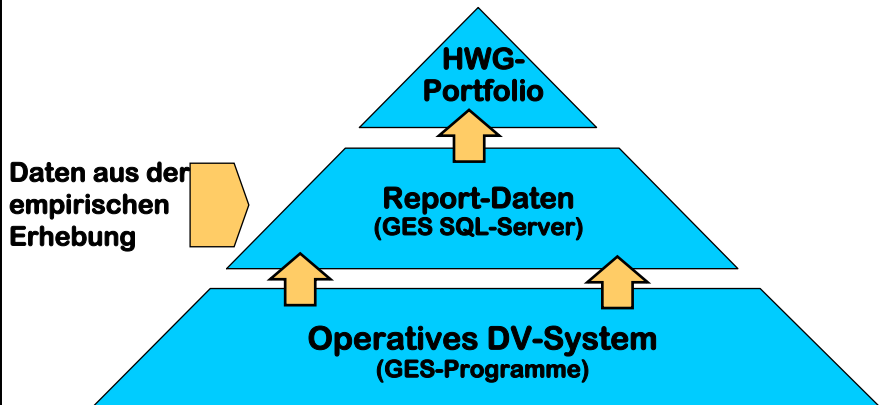 HWG-
Portfolio
Daten aus der
empirischen
Erhebung
Report-Daten
(GES SQL-Server)
Operatives DV-System
(GES-Programme)